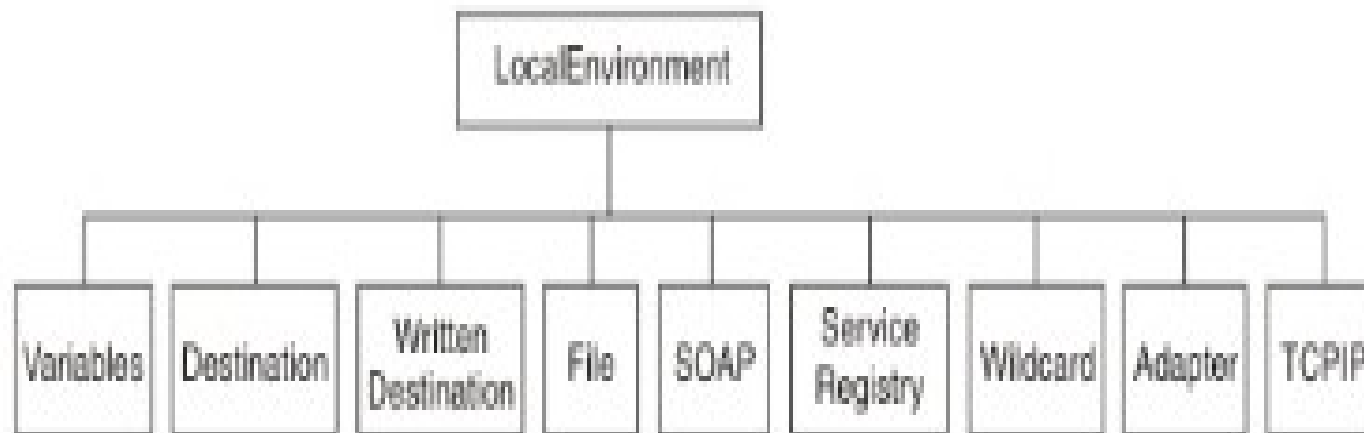 LocalEnvironment
Variables
Destination
Written
Destination
File
SOAP
Service
Registry
Wildcard
Adapter
TCPIP